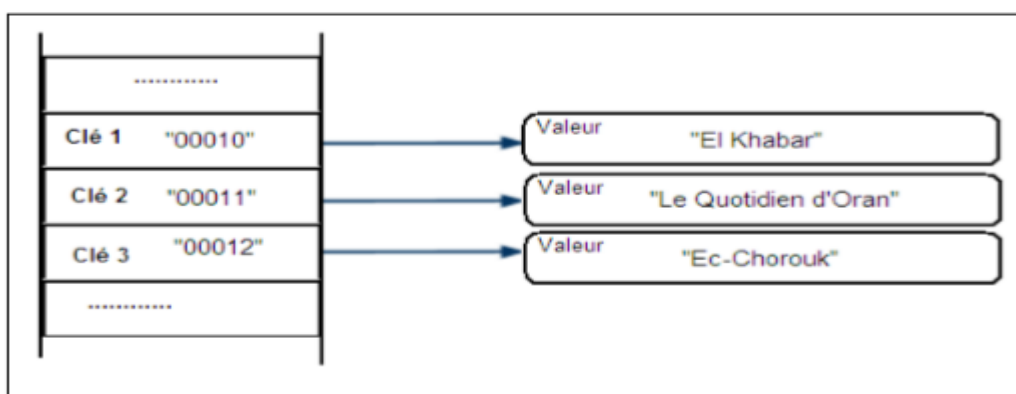 ............
Clé 1 "00010" Valeur "El Khabar"
Clé 2 "00011" Valeur "Le Quotidien d'Oran"
Clé 3 "00012" Valeur "Ec-Chorouk"
............